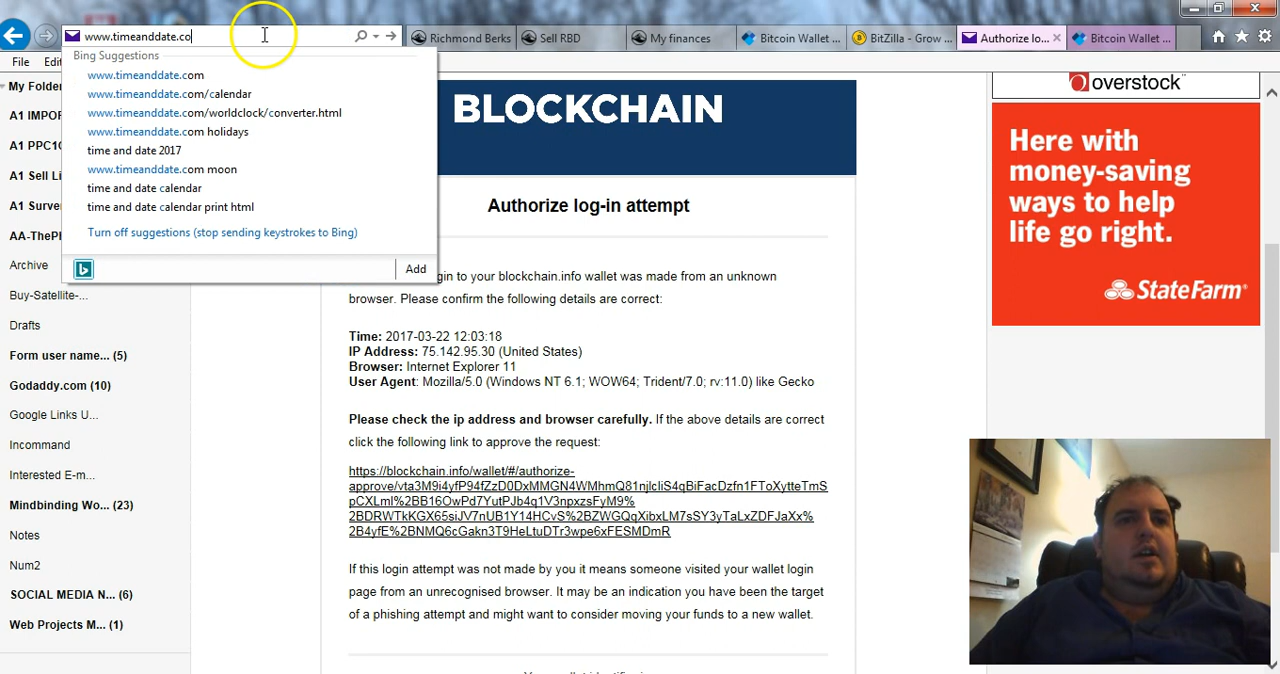 www.timeanddate.co
Richmond Berks
Sell RBD
My finances
Bitcoin Wallet ...
BitZilla - Grow ...
Authorize lo...
Bitcoin Wallet ...
File
Bing Suggestions
www.timeanddate.com
www.timeanddate.com/calendar
www.timeanddate.com/worldclock/converter.html
www.timeanddate.com holidays
time and date 2017
www.timeanddate.com moon
time and date calendar
time and date calendar print html
Turn off suggestions (stop sending keystrokes to Bing)
Add
My Folder
A1 IMPO
A1 PPC1
A1 Sell Li
A1 Surve
AA-TheP
Archive
Buy-Satellite-...
Drafts
Form user name... (5)
Godaddy.com (10)
Google Links U...
Incommand
Interested E-m...
Mindbinding Wo... (23)
Notes
Num2
SOCIAL MEDIA N... (6)
Web Projects M... (1)
BLOCKCHAIN
Authorize log-in attempt
gin to your blockchain.info wallet was made from an unknown
browser. Please confirm the following details are correct:
Time: 2017-03-22 12:03:18
IP Address: 75.142.95.30 (United States)
Browser: Internet Explorer 11
User Agent: Mozilla/5.0 (Windows NT 6.1; WOW64; Trident/7.0; rv:11.0) like Gecko
Please check the ip address and browser carefully. If the above details are correct
click the following link to approve the request:
https://blockchain.info/wallet/#/authorize-
approve/vta3M9i4yfP94fZzD0DxMMGN4WMhmQ81njlcIiS4qBiFacDzfn1FToXytteTmS
pCXLmI%2BB16OwPd7YutPJb4q1V3npxzsFyM9%
2BDRWTkKGX65siJV7nUB1Y14HCvS%2BZWGQqXibxLM7sSY3yTaLxZDFJaXx%
2B4yfE%2BNMQ6cGakn3T9HeLtuDTr3wpe6xFESMDmR
If this login attempt was not made by you it means someone visited your wallet login
page from an unrecognised browser. It may be an indication you have been the target
of a phishing attempt and might want to consider moving your funds to a new wallet.
overstock
Here with
money-saving
ways to help
life go right.
StateFarm